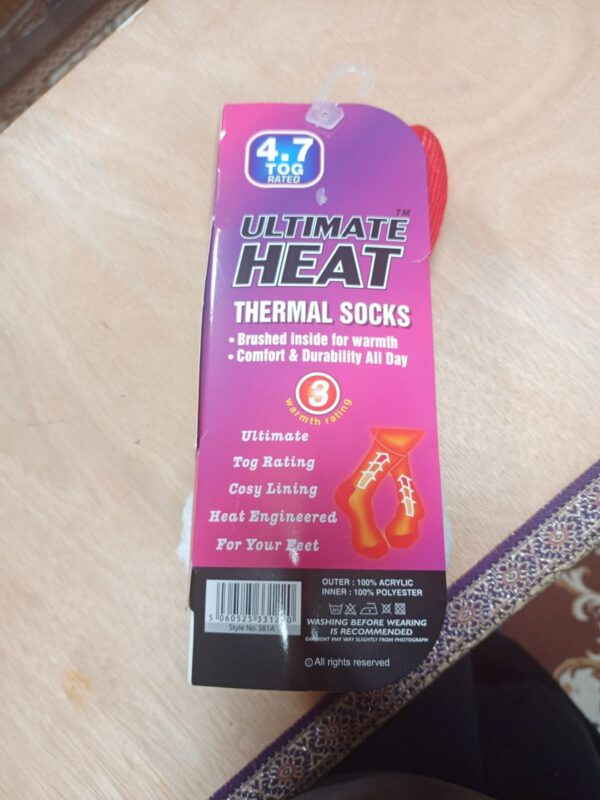 4.7
TOG
RATED
ULTIMATE™
HEAT
THERMAL SOCKS
• Brushed inside for warmth
• Comfort & Durability All Day
3
warmth rating
Ultimate
Tog Rating
Cosy Lining
Heat Engineered
For Your Feet
OUTER : 100% ACRYLIC
INNER : 100% POLYESTER
WASHING BEFORE WEARING
IS RECOMMENDED
GARMENT MAY VARY SLIGHTLY FROM PHOTOGRAPH
Style No. 381A
© All rights reserved